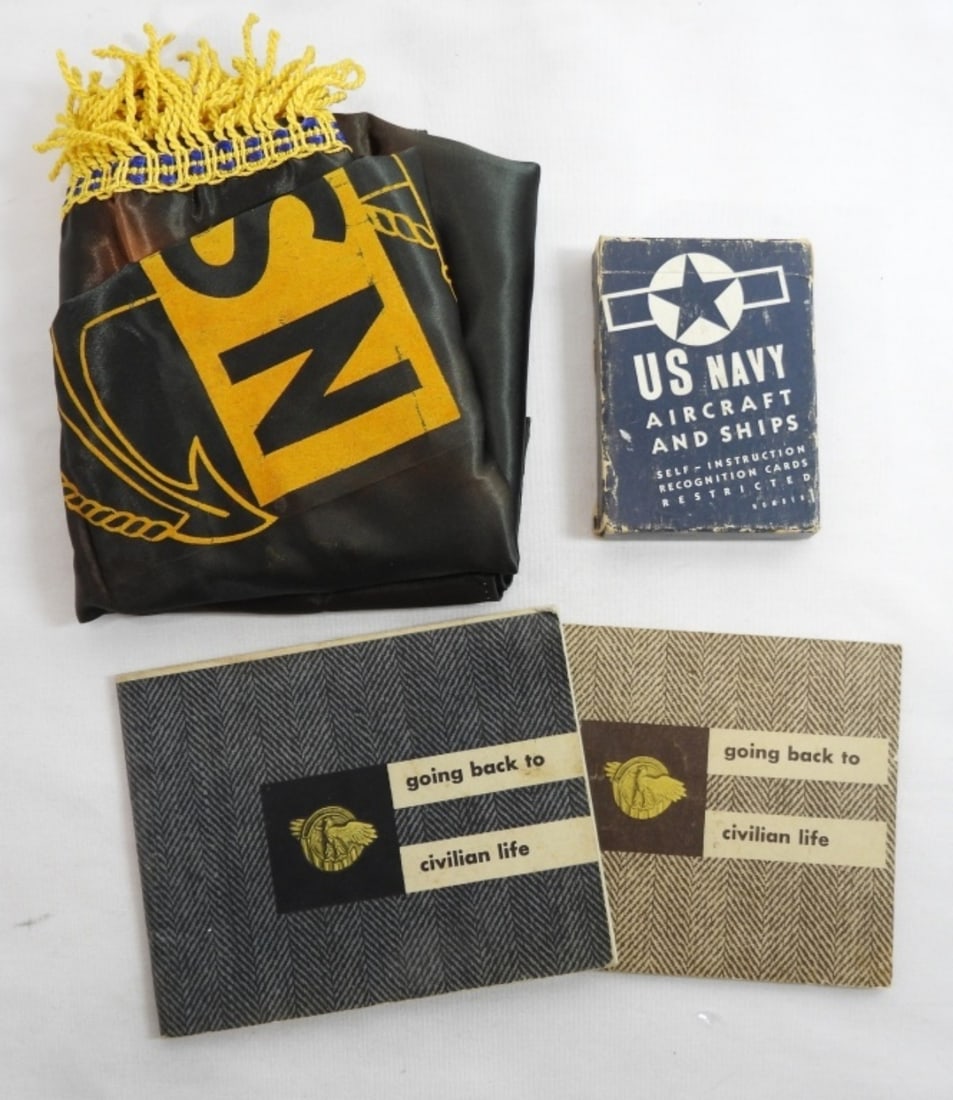 SN
US NAVY
AIRCRAFT
AND SHIPS
SELF-INSTRUCTION
RECOGNITION CARDS
RESTRICTED
going back to
civilian life
going back to
civilian life